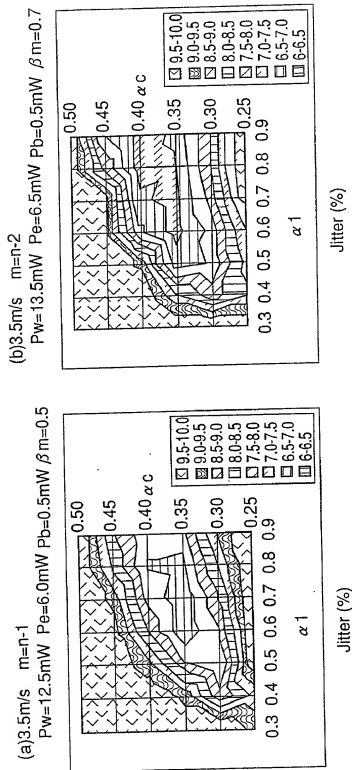 (a)3.5m/s m=n-1
Pw=12.5mW Pe=6.0mW Pb=0.5mW βm=0.5
0.50
0.45
0.40 αc
0.35
0.30
0.25
0.3 0.4 0.5 0.6 0.7 0.8 0.9
α1
9.5-10.0
9.0-9.5
8.5-9.0
8.0-8.5
7.5-8.0
7.0-7.5
6.5-7.0
6-6.5
Jitter (%)
(b)3.5m/s m=n-2
Pw=13.5mW Pe=6.5mW Pb=0.5mW βm=0.7
0.50
0.45
0.40 αc
0.35
0.30
0.25
0.3 0.4 0.5 0.6 0.7 0.8 0.9
α1
9.5-10.0
9.0-9.5
8.5-9.0
8.0-8.5
7.5-8.0
7.0-7.5
6.5-7.0
6-6.5
Jitter (%)